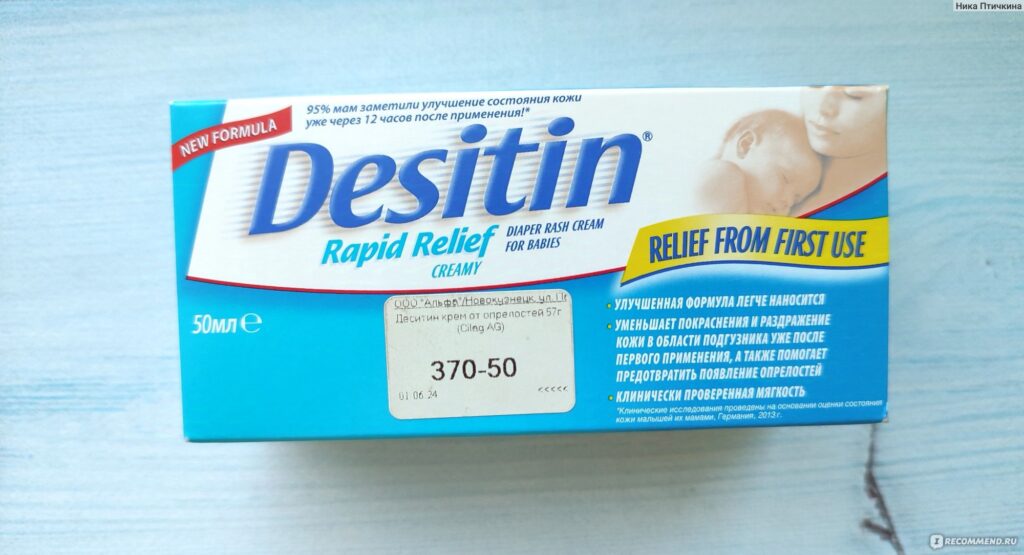 Ника Птичкина
95% мам заметили улучшение состояния кожи
уже через 12 часов после применения!*
NEW FORMULA
Desitin®
Rapid Relief
CREAMY
DIAPER RASH CREAM
FOR BABIES
RELIEF FROM FIRST USE
50мл e
ООО "Альфа"/Новокузнецк, ул.
Деситин крем от опрелостей 57г
(Cilag AG)
370-50
01.06.24
<<<<<
• УЛУЧШЕННАЯ ФОРМУЛА ЛЕГЧЕ НАНОСИТСЯ
• УМЕНЬШАЕТ ПОКРАСНЕНИЯ И РАЗДРАЖЕНИЕ
КОЖИ В ОБЛАСТИ ПОДГУЗНИКА УЖЕ ПОСЛЕ
ПЕРВОГО ПРИМЕНЕНИЯ, А ТАКЖЕ ПОМОГАЕТ
ПРЕДОТВРАТИТЬ ПОЯВЛЕНИЕ ОПРЕЛОСТЕЙ
• КЛИНИЧЕСКИ ПРОВЕРЕННАЯ МЯГКОСТЬ
*Клинические исследования проведены на основании оценки состояния
кожи малышей их мамами, Германия, 2013.г.
I RECOMMEND.RU